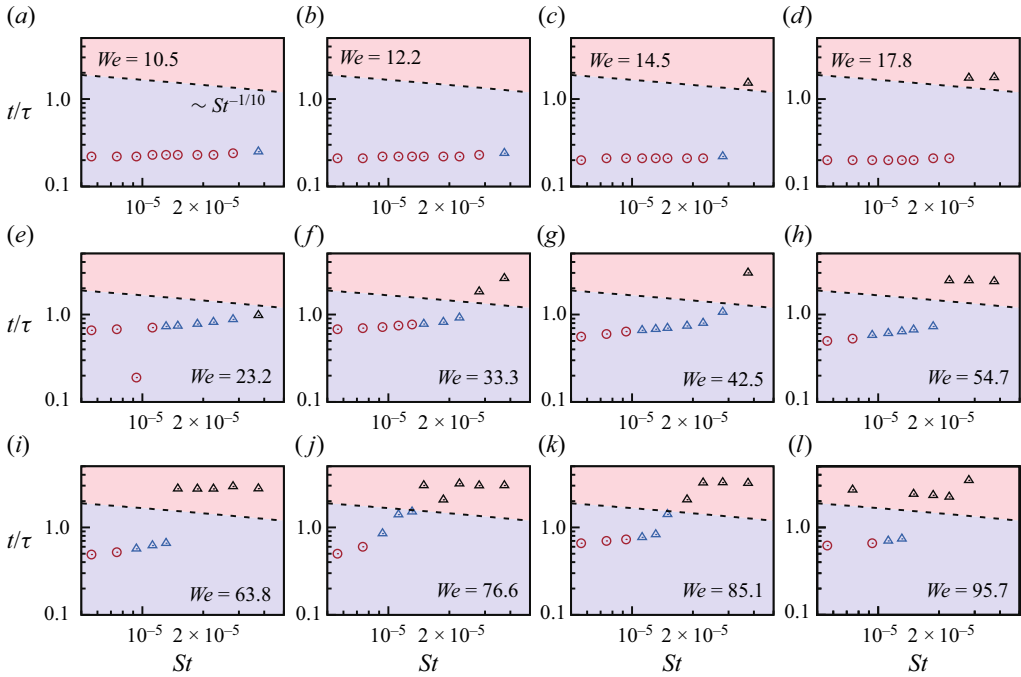 (a) (b) (c) (d)
We = 10.5 We = 12.2 We = 14.5 We = 17.8
t/τ 1.0 1.0 1.0 1.0
~ St^{-1/10}
0.1 0.1 0.1 0.1
10^{-5} 2 × 10^{-5} 10^{-5} 2 × 10^{-5} 10^{-5} 2 × 10^{-5} 10^{-5} 2 × 10^{-5}
(e) (f) (g) (h)
t/τ 1.0 1.0 1.0 1.0
We = 23.2 We = 33.3 We = 42.5 We = 54.7
0.1 0.1 0.1 0.1
10^{-5} 2 × 10^{-5} 10^{-5} 2 × 10^{-5} 10^{-5} 2 × 10^{-5} 10^{-5} 2 × 10^{-5}
(i) (j) (k) (l)
t/τ 1.0 1.0 1.0 1.0
We = 63.8 We = 76.6 We = 85.1 We = 95.7
0.1 0.1 0.1 0.1
10^{-5} 2 × 10^{-5} 10^{-5} 2 × 10^{-5} 10^{-5} 2 × 10^{-5} 10^{-5} 2 × 10^{-5}
St St St St